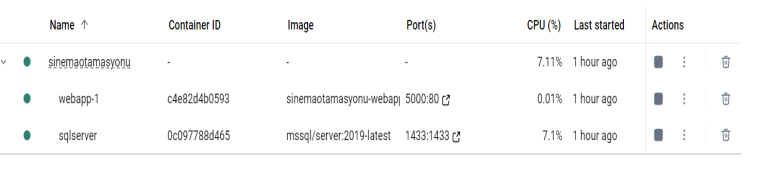 Name ↑ Container ID Image Port(s) CPU (%) Last started Actions
sinemaotamasyonu - - - 7.11% 1 hour ago
webapp-1 c4e82d4b0593 sinemaotamasyonu-webapp 5000:80 0.01% 1 hour ago
sqlserver 0c097788d465 mssql/server:2019-latest 1433:1433 7.1% 1 hour ago